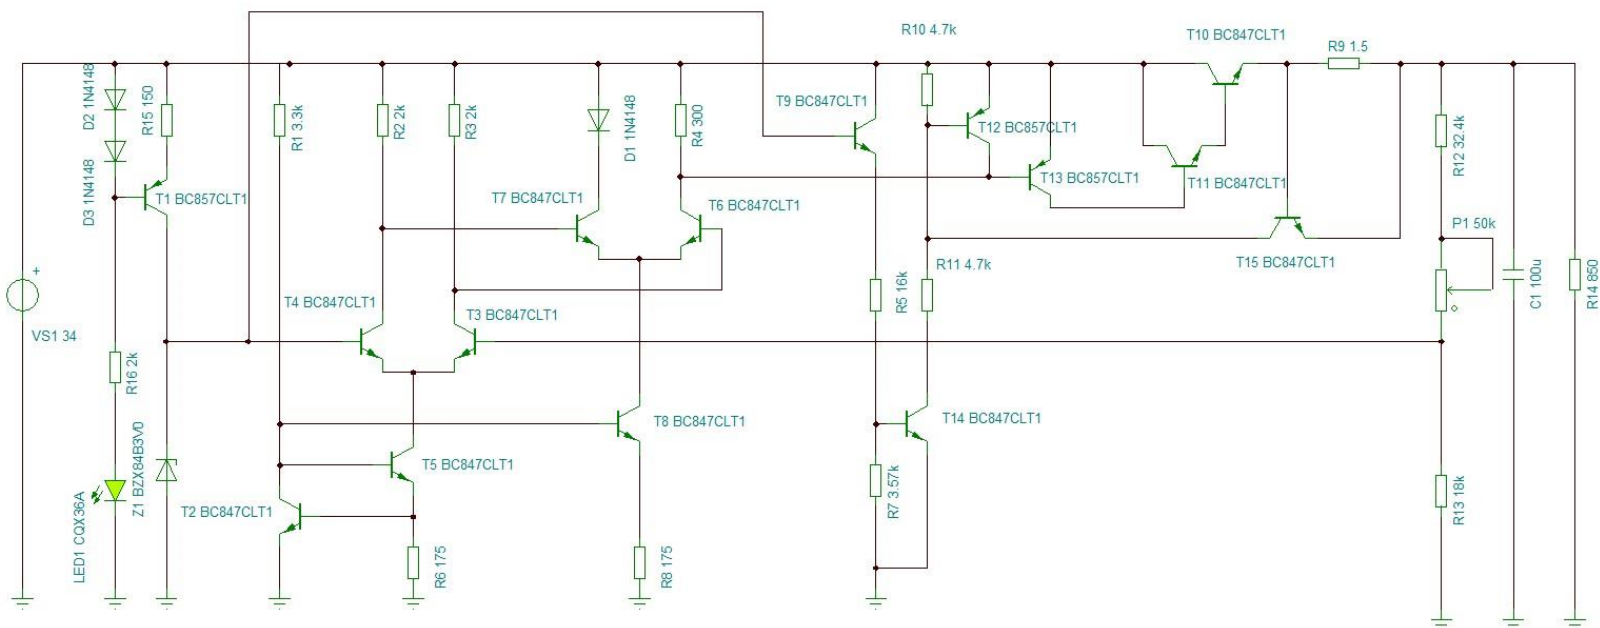 R10 4.7k
T10 BC847CLT1
R9 1.5
D2 1N4148
R15 150
R1 3.3k
R2 2k
R3 2k
D1 1N4148
R4 300
T9 BC847CLT1
T12 BC857CLT1
R12 32.4k
D3 1N4148
T1 BC857CLT1
T7 BC847CLT1
T6 BC847CLT1
T13 BC857CLT1
T11 BC847CLT1
P1 50k
+
T15 BC847CLT1
R11 4.7k
R5 16k
C1 100u
R14 850
T4 BC847CLT1
T3 BC847CLT1
VS1 34
R16 2k
T8 BC847CLT1
T14 BC847CLT1
T5 BC847CLT1
Z1 BZX84B3V0
R7 3.57k
R13 18k
T2 BC847CLT1
LED1 CQX36A
R6 175
R8 175